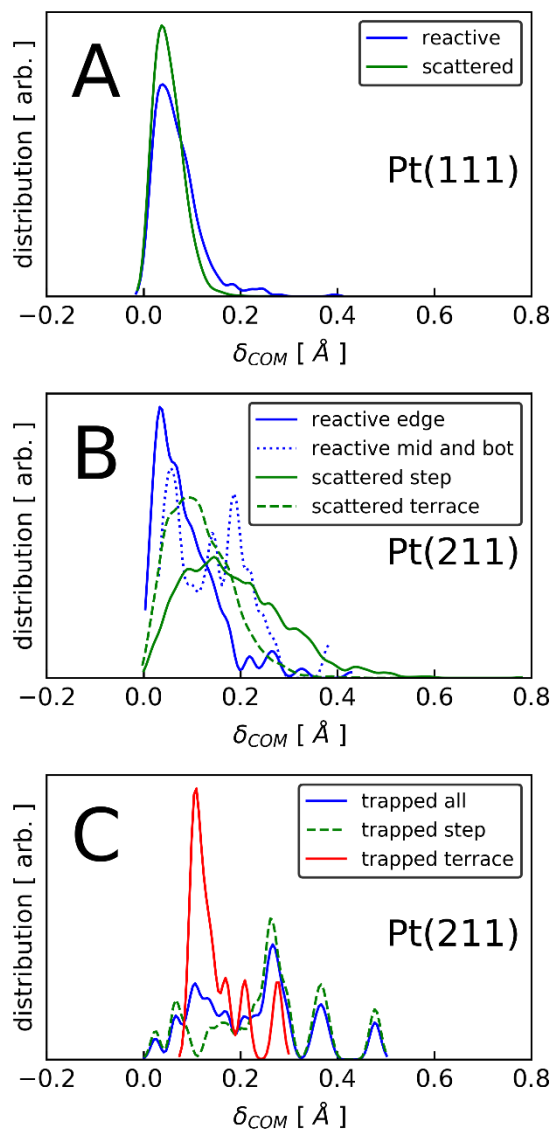 A
reactive
scattered
Pt(111)
distribution [ arb. ]
−0.2 0.0 0.2 0.4 0.6 0.8
δCOM [ Å ]
B
reactive edge
reactive mid and bot
scattered step
scattered terrace
Pt(211)
distribution [ arb. ]
−0.2 0.0 0.2 0.4 0.6 0.8
δCOM [ Å ]
C
trapped all
trapped step
trapped terrace
Pt(211)
distribution [ arb. ]
−0.2 0.0 0.2 0.4 0.6 0.8
δCOM [ Å ]